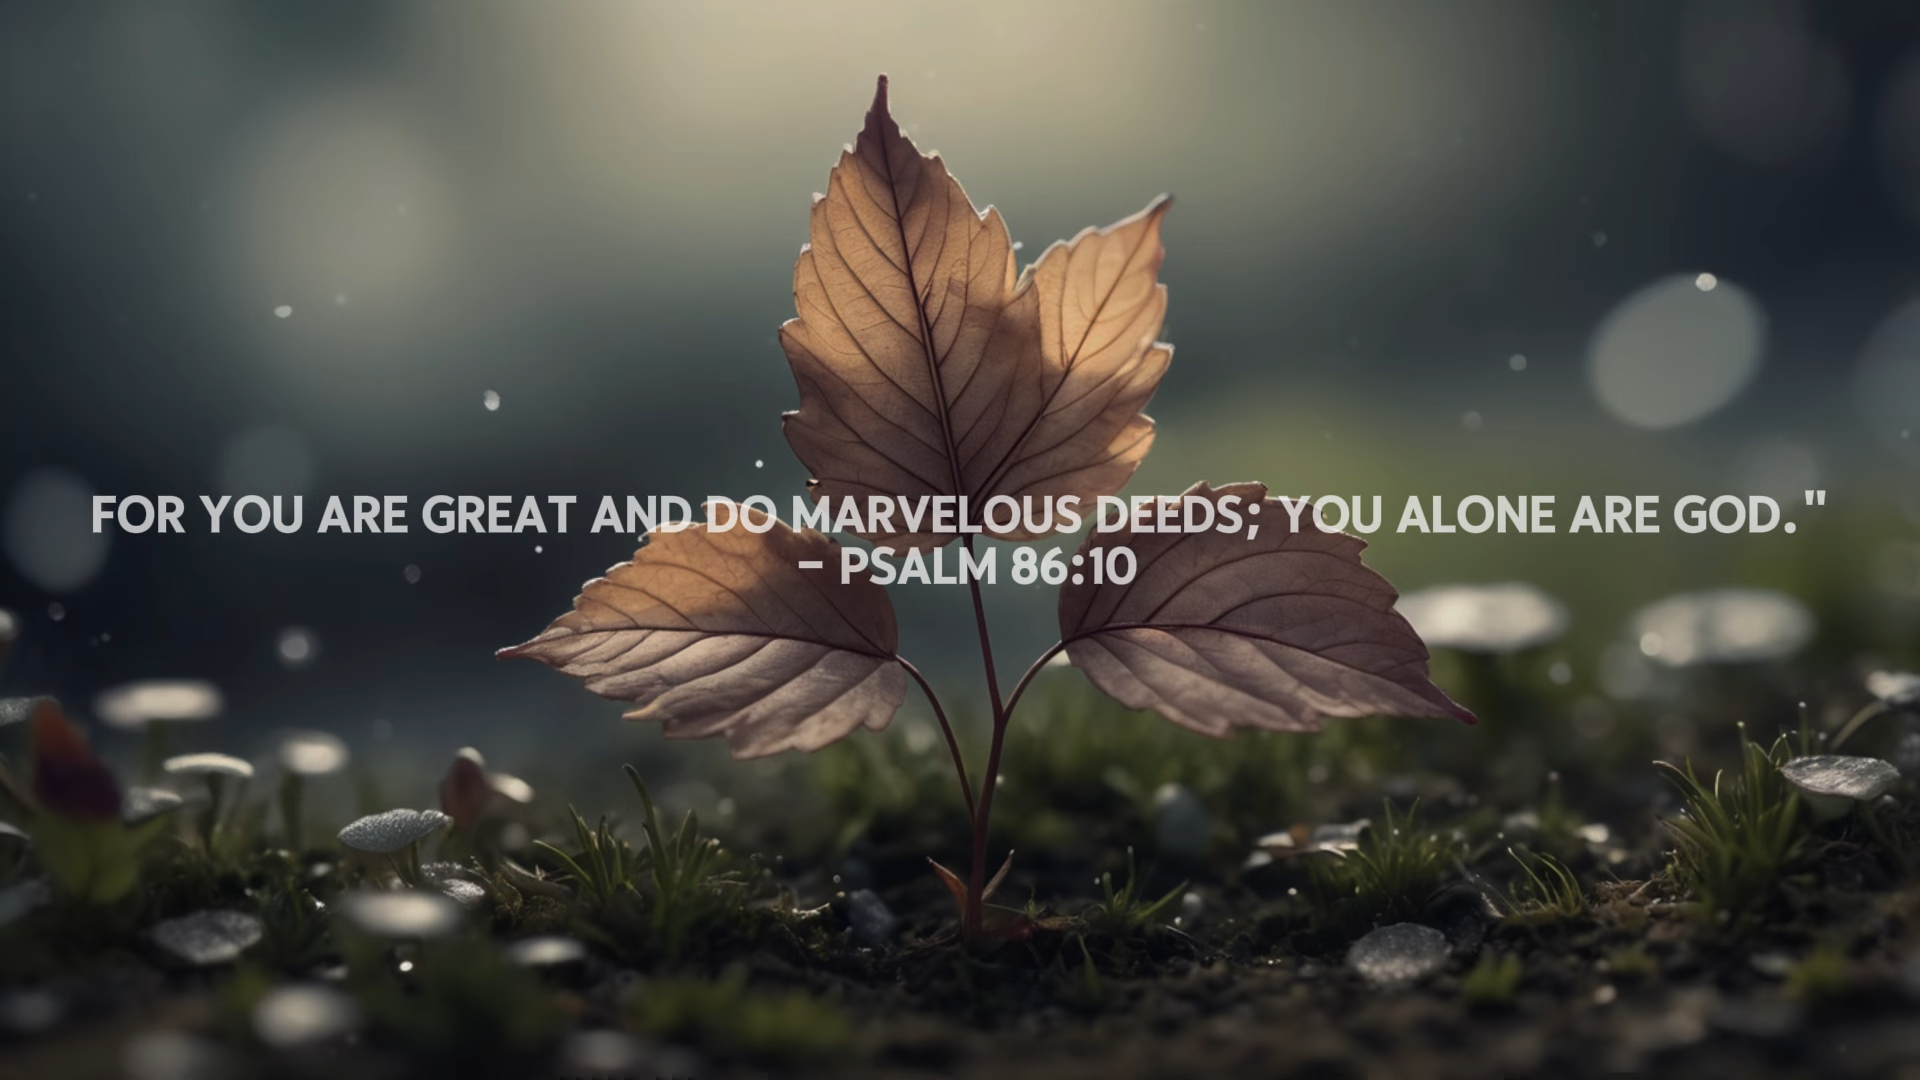 FOR YOU ARE GREAT AND DO MARVELOUS DEEDS; YOU ALONE ARE GOD."
– PSALM 86:10